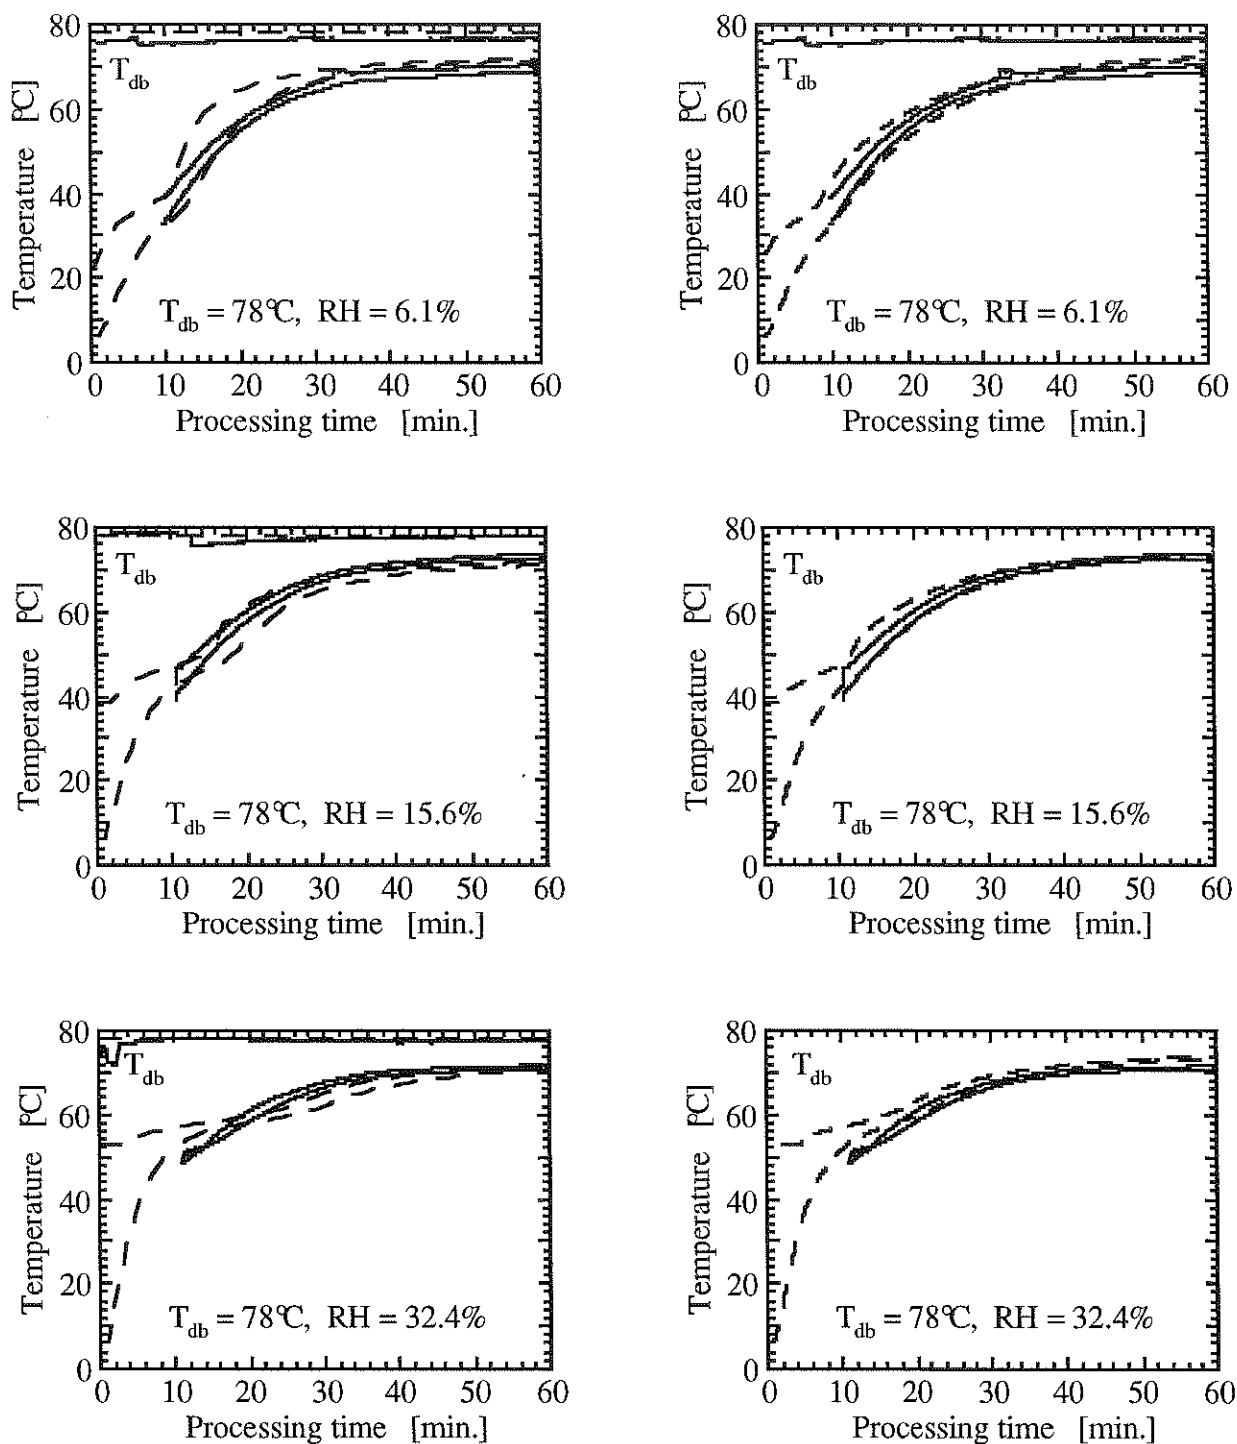 80
60
40
20
0
Temperature [°C]
T_db
T_db = 78°C, RH = 6.1%
0 10 20 30 40 50 60
Processing time [min.]
80
60
40
20
0
Temperature [°C]
T_db
T_db = 78°C, RH = 6.1%
0 10 20 30 40 50 60
Processing time [min.]
80
60
40
20
0
Temperature [°C]
T_db
T_db = 78°C, RH = 15.6%
0 10 20 30 40 50 60
Processing time [min.]
80
60
40
20
0
Temperature [°C]
T_db
T_db = 78°C, RH = 15.6%
0 10 20 30 40 50 60
Processing time [min.]
80
60
40
20
0
Temperature [°C]
T_db
T_db = 78°C, RH = 32.4%
0 10 20 30 40 50 60
Processing time [min.]
80
60
40
20
0
Temperature [°C]
T_db
T_db = 78°C, RH = 32.4%
0 10 20 30 40 50 60
Processing time [min.]